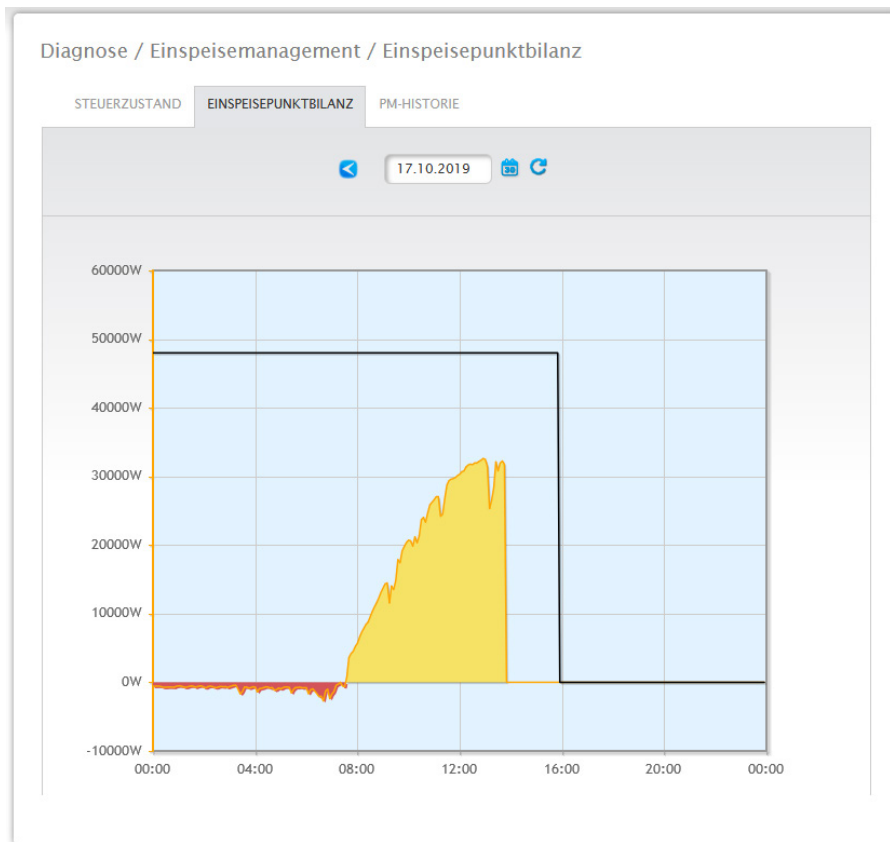 Diagnose / Einspeisemanagement / Einspeisepunktbilanz
STEUERZUSTAND EINSPEISEPUNKTBILANZ PM-HISTORIE
17.10.2019 30
60000W
50000W
40000W
30000W
20000W
10000W
0W
-10000W
00:00 04:00 08:00 12:00 16:00 20:00 00:00